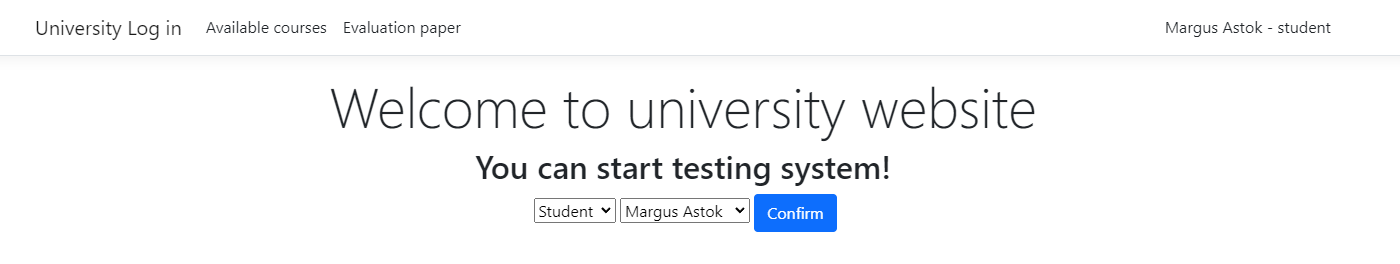 University Log in Available courses Evaluation paper Margus Astok - student
Welcome to university website
You can start testing system!
Student Margus Astok Confirm